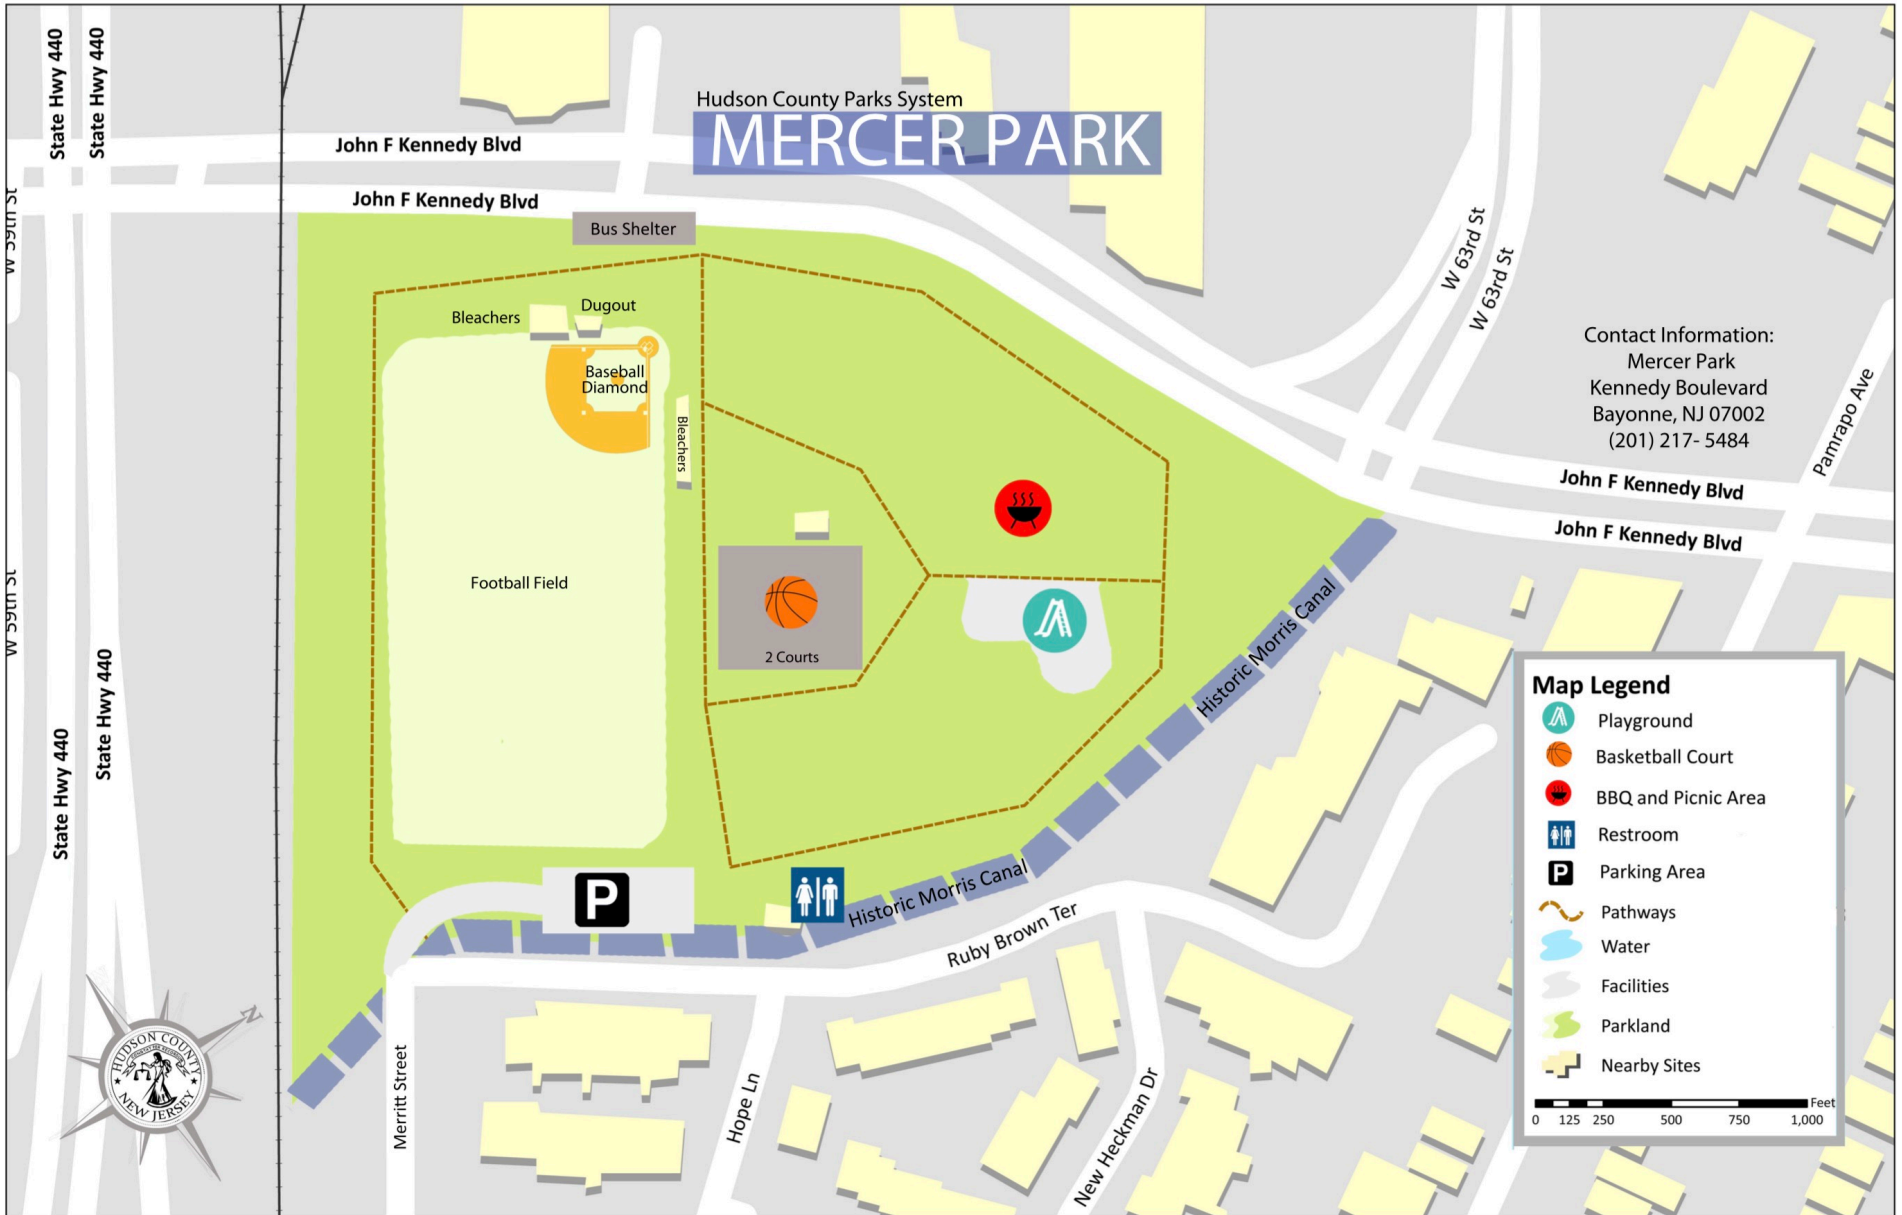 State Hwy 440
State Hwy 440
Hudson County Parks System
MERCER PARK
John F Kennedy Blvd
John F Kennedy Blvd
W 59th St
Bus Shelter
W 63rd St
W 63rd St
Dugout
Bleachers
Baseball
Diamond
Bleachers
Contact Information:
Mercer Park
Kennedy Boulevard
Bayonne, NJ 07002
(201) 217- 5484
Pamrapo Ave
John F Kennedy Blvd
John F Kennedy Blvd
Football Field
2 Courts
W 59th St
Historic Morris Canal
State Hwy 440
State Hwy 440
P
Historic Morris Canal
Ruby Brown Ter
Merritt Street
Hope Ln
New Heckman Dr
N
HUDSON COUNTY
NEW JERSEY
Map Legend
Playground
Basketball Court
BBQ and Picnic Area
Restroom
P Parking Area
Pathways
Water
Facilities
Parkland
Nearby Sites
Feet
0 125 250 500 750 1,000